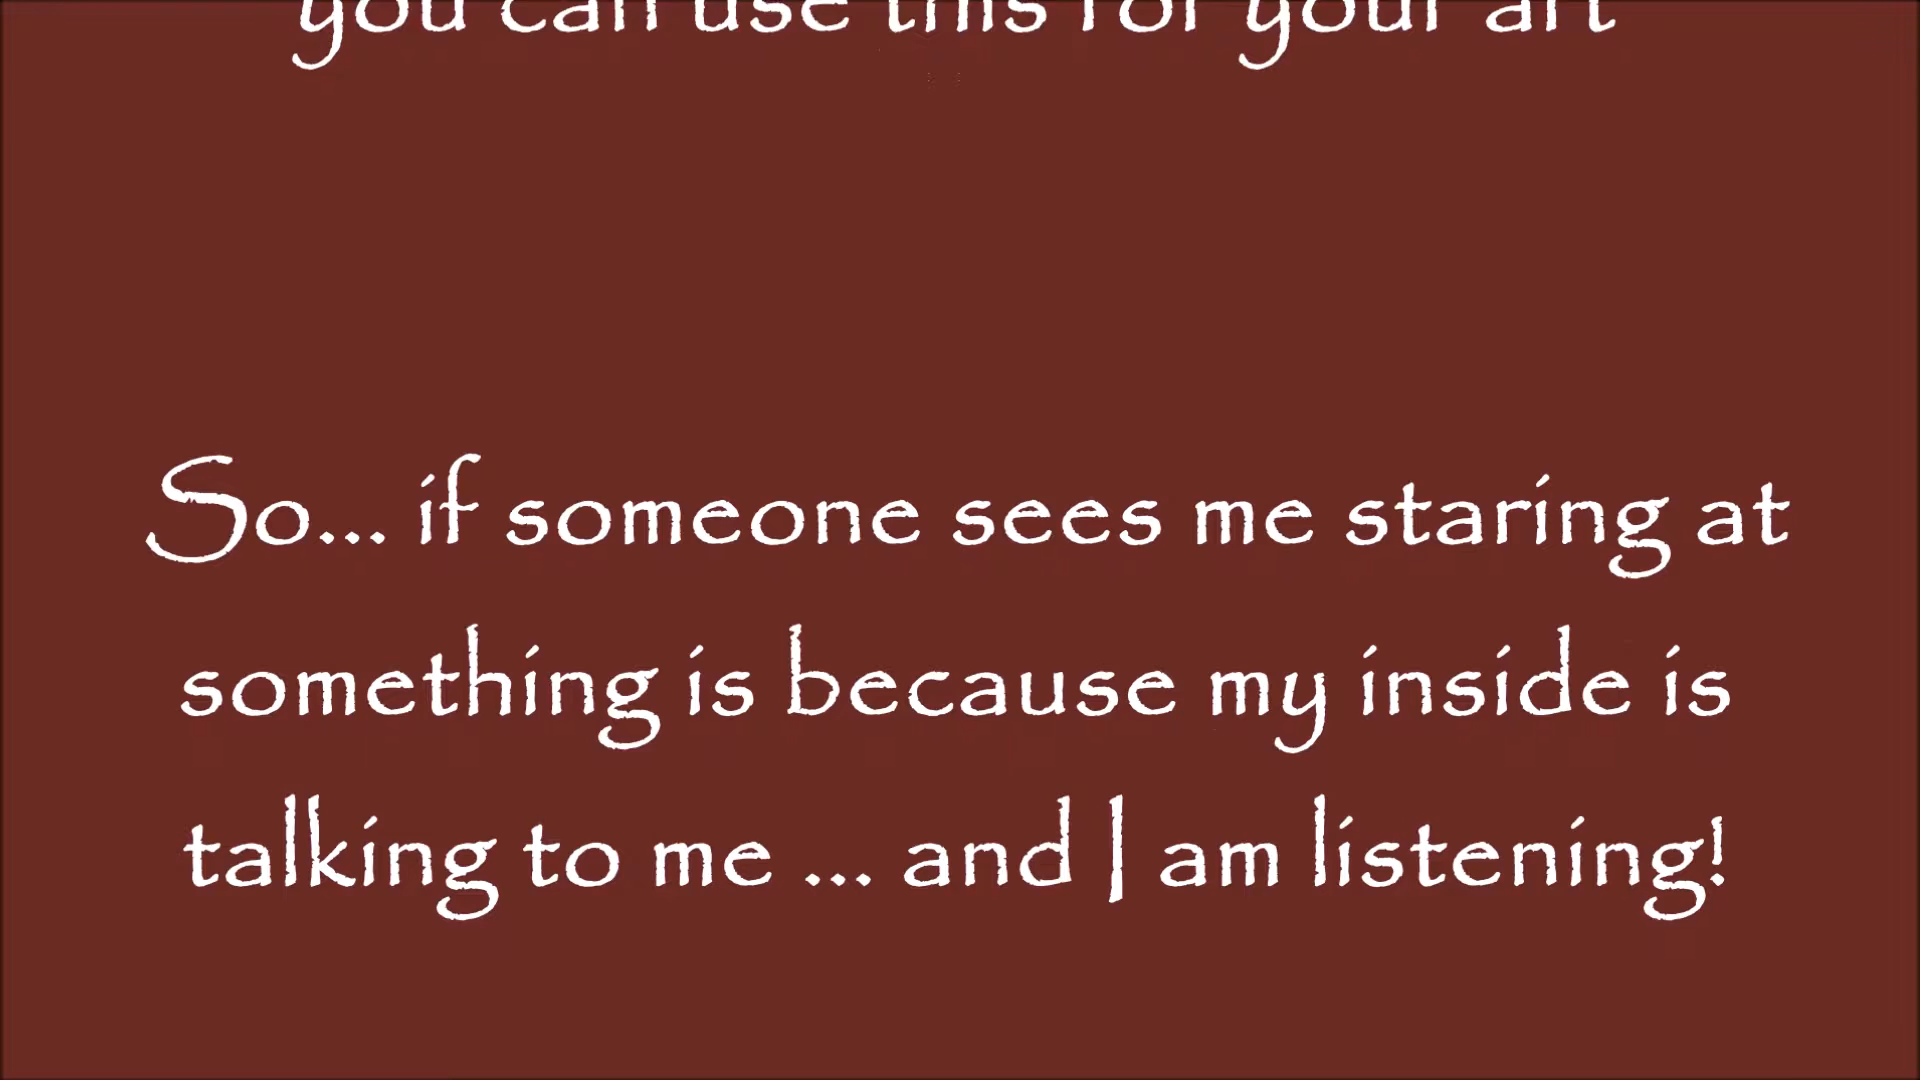 you can use this for your art
So... if someone sees me staring at
something is because my inside is
talking to me ... and I am listening!